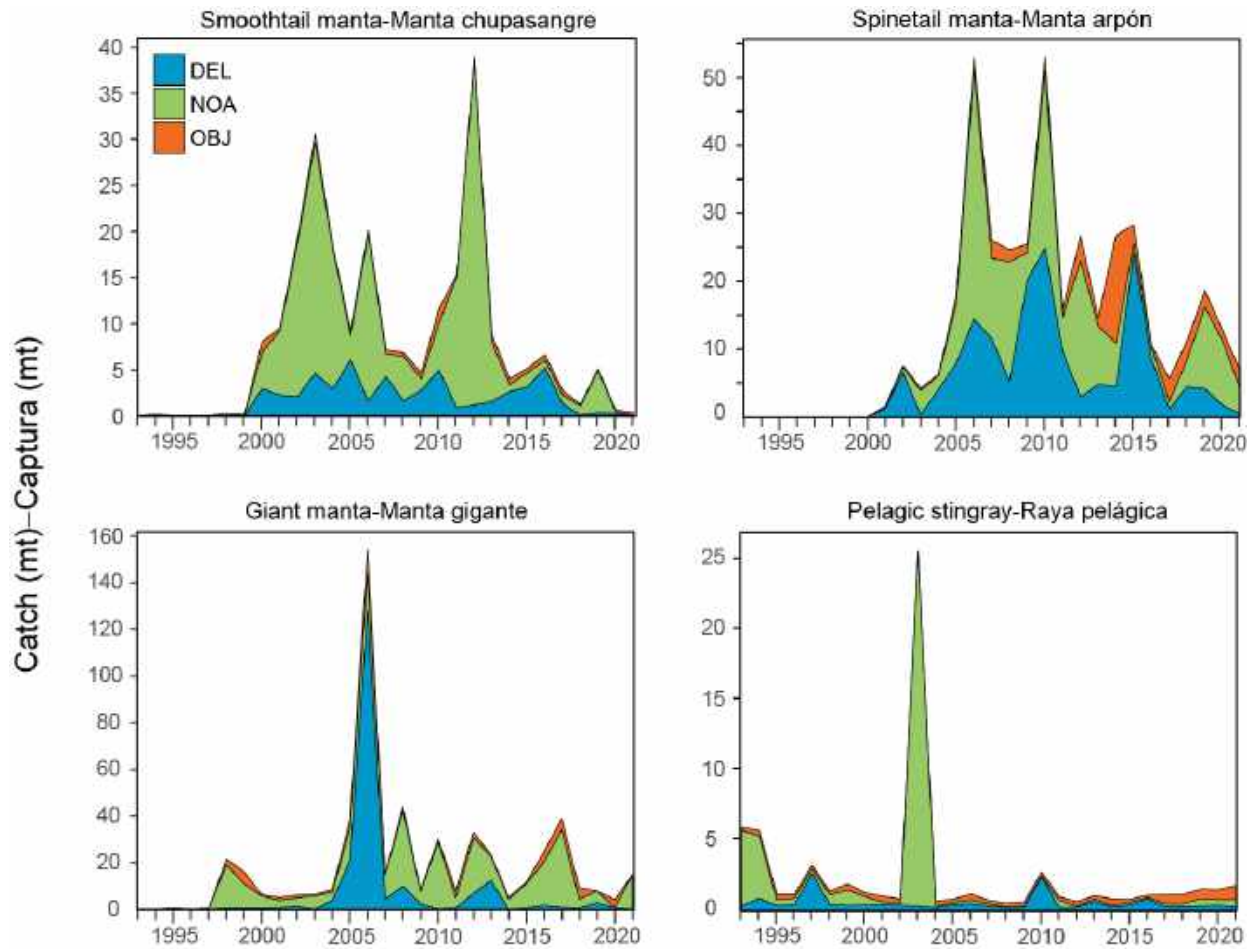 Smoothtail manta-Manta chupasangre
40
35
30
25
20
15
10
5
0
DEL
NOA
OBJ
1995 2000 2005 2010 2015 2020
Spinetail manta-Manta arpón
50
40
30
20
10
0
1995 2000 2005 2010 2015 2020
Catch (mt)–Captura (mt)
Giant manta-Manta gigante
160
140
120
100
80
60
40
20
0
1995 2000 2005 2010 2015 2020
Pelagic stingray-Raya pelágica
25
20
15
10
5
0
1995 2000 2005 2010 2015 2020